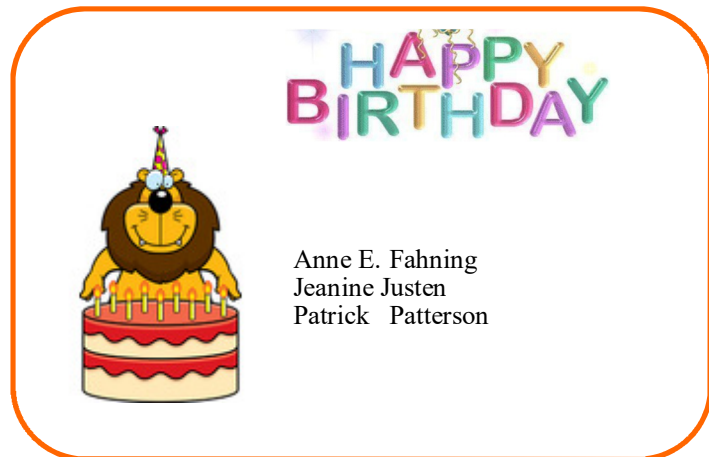 HAPPY
BIRTHDAY
Anne E. Fahning
Jeanine Justen
Patrick Patterson